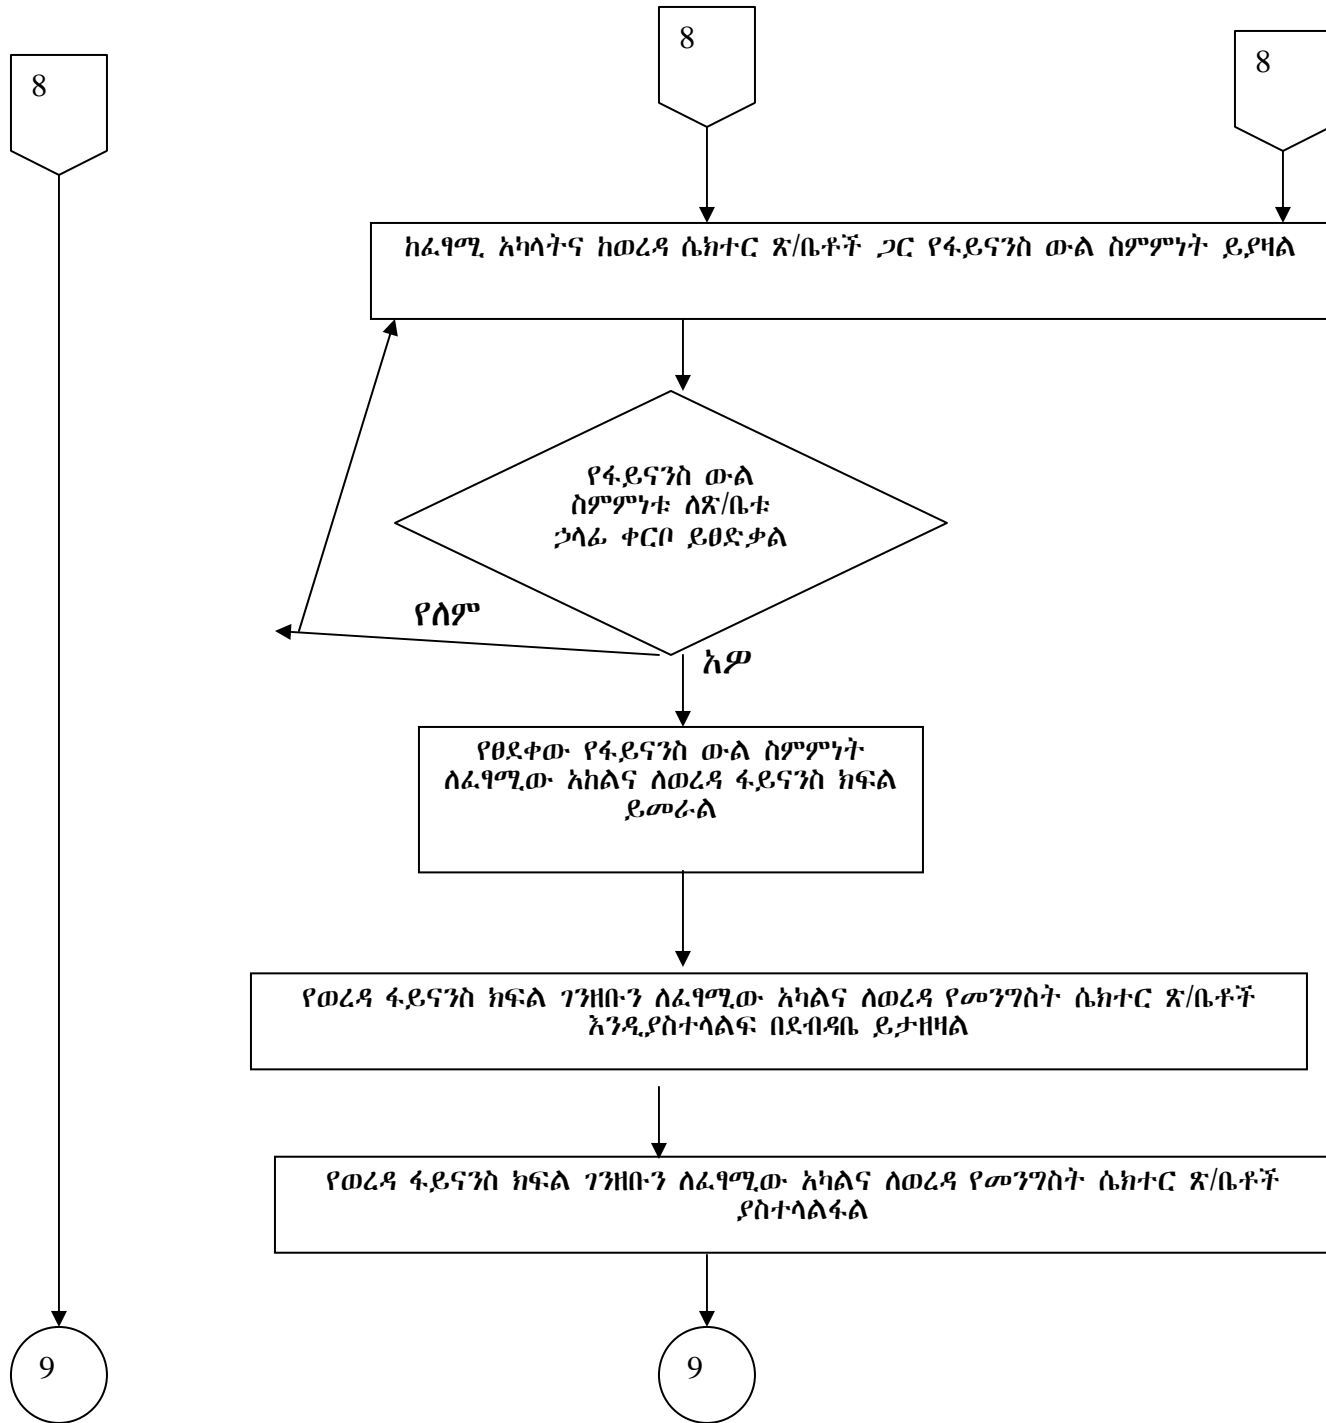 8
8
8
ከፈፃሚ አካላትና ከወረዳ ሴክተር ጽ/ቤቶች ጋር የፋይናንስ ውል ስምምነት ይያዛል
የፋይናንስ ውል
ስምምነቱ ለጽ/ቤቱ
ኃላፊ ቀርቦ ይፀድቃል
የለም
አዎ
የፀደቀው የፋይናንስ ውል ስምምነት
ለፈፃሚው አከልና ለወረዳ ፋይናንስ ክፍል
ይመራል
የወረዳ ፋይናንስ ክፍል ገንዘቡን ለፈፃሚው አካልና ለወረዳ የመንግስት ሴክተር ጽ/ቤቶች
እንዲያስተላልፍ በደብዳቤ ይታዘዛል
የወረዳ ፋይናንስ ክፍል ገንዘቡን ለፈፃሚው አካልና ለወረዳ የመንግስት ሴክተር ጽ/ቤቶች
ያስተላልፋል
9
9